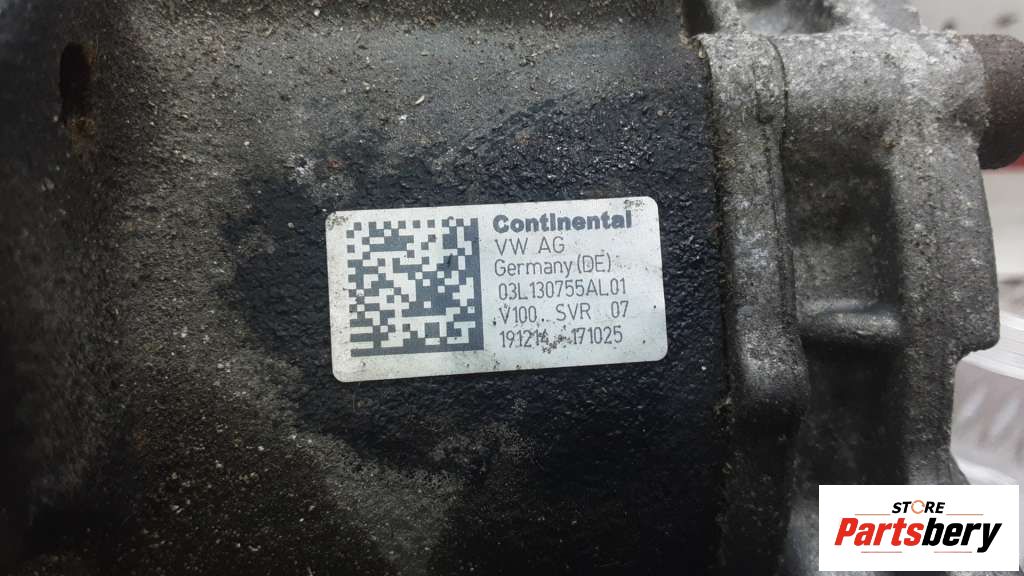 Continental
VW AG
Germany (DE)
03L130755AL01
V100.. SVR 07
191214 171025
STORE
Partsbery